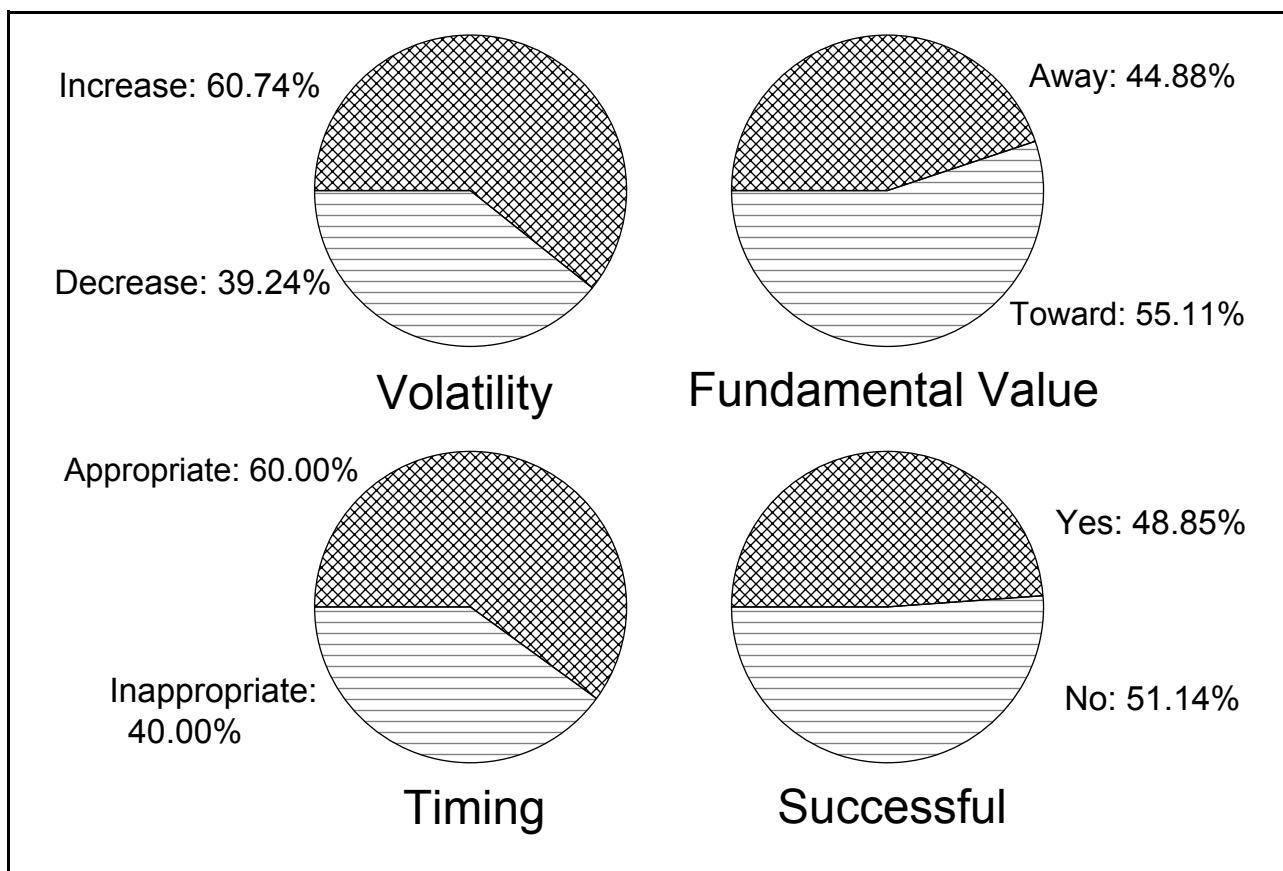 Increase: 60.74%
Decrease: 39.24%
Volatility
Away: 44.88%
Toward: 55.11%
Fundamental Value
Appropriate: 60.00%
Inappropriate:
40.00%
Timing
Yes: 48.85%
No: 51.14%
Successful